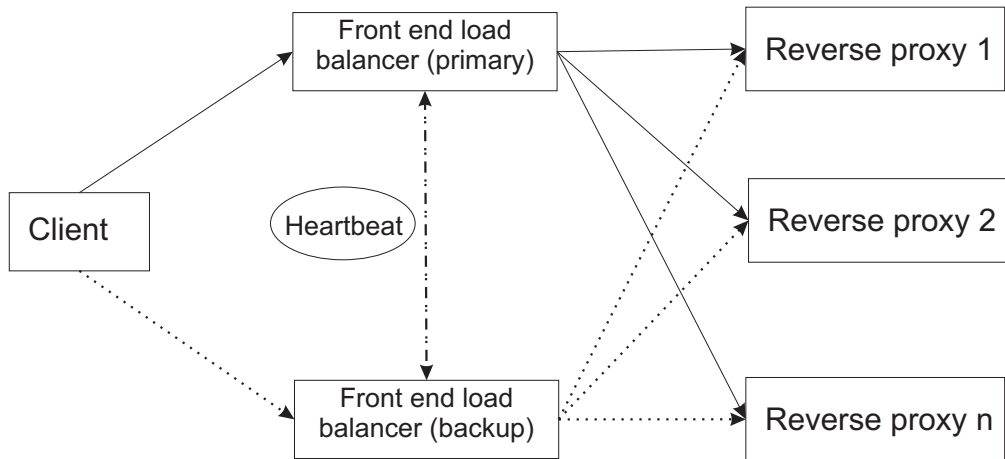 Front end load
balancer (primary)
Reverse proxy 1
Client
Heartbeat
Reverse proxy 2
Front end load
balancer (backup)
Reverse proxy n